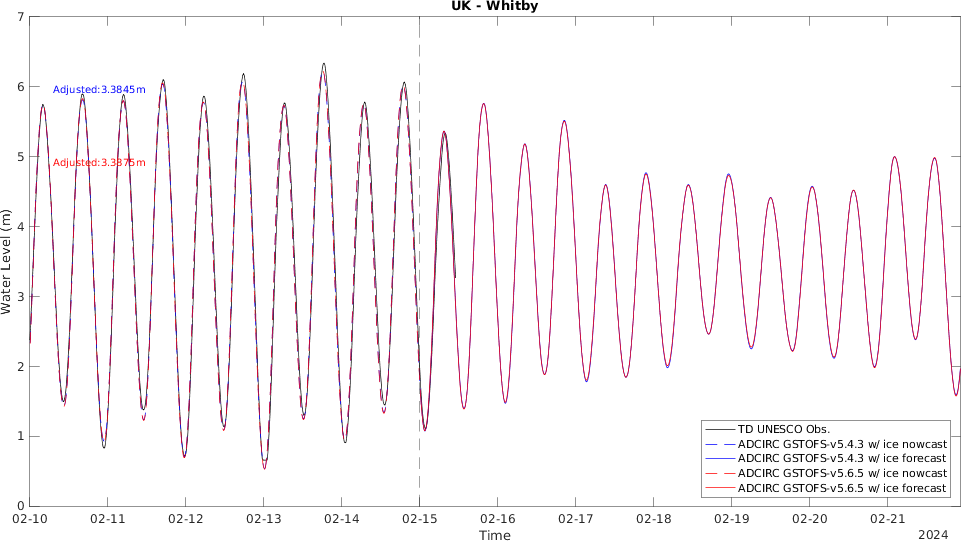 UK - Whitby
7
6
5
4
3
2
1
0
Water Level (m)
Adjusted:3.3845m
Adjusted:3.3375m
TD UNESCO Obs.
ADCIRC GSTOFS-v5.4.3 w/ ice nowcast
ADCIRC GSTOFS-v5.4.3 w/ ice forecast
ADCIRC GSTOFS-v5.6.5 w/ ice nowcast
ADCIRC GSTOFS-v5.6.5 w/ ice forecast
02-10 02-11 02-12 02-13 02-14 02-15 02-16 02-17 02-18 02-19 02-20 02-21
Time
2024